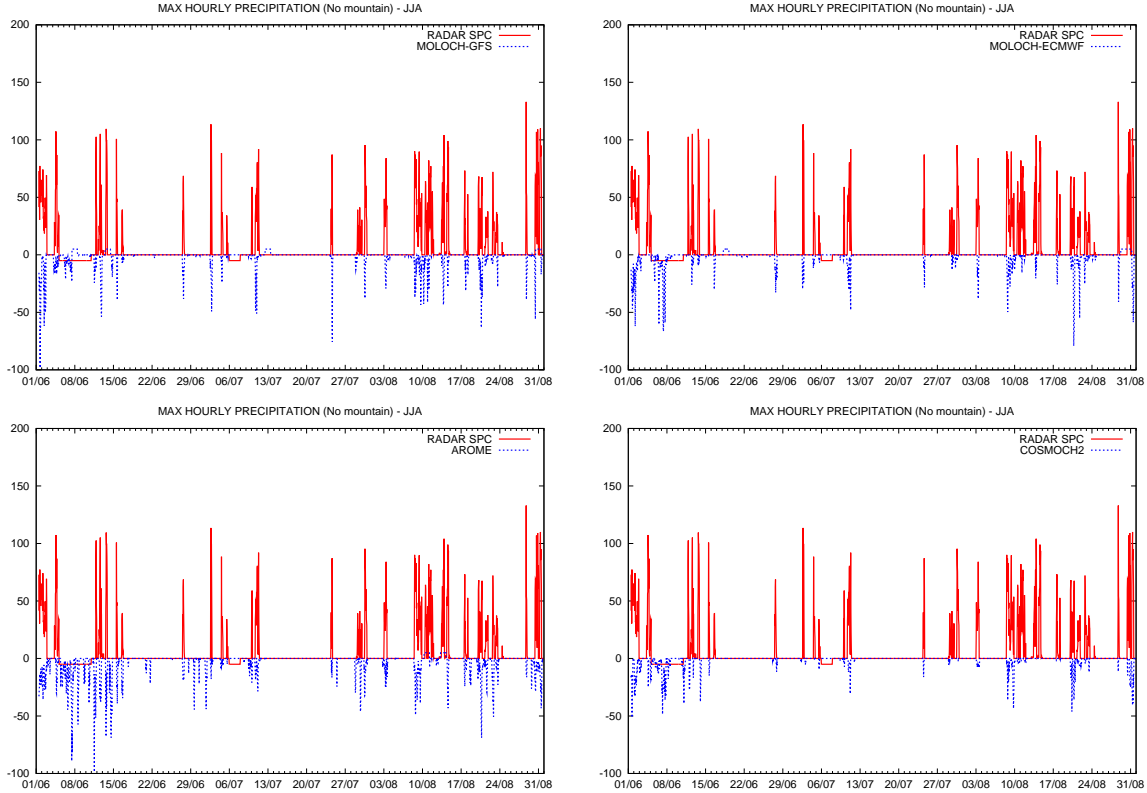 MAX HOURLY PRECIPITATION (No mountain) - JJA
RADAR SPC
MOLOCH-GFS
200
150
100
50
0
-50
-100
01/06 08/06 15/06 22/06 29/06 06/07 13/07 20/07 27/07 03/08 10/08 17/08 24/08 31/08
MAX HOURLY PRECIPITATION (No mountain) - JJA
RADAR SPC
MOLOCH-ECMWF
200
150
100
50
0
-50
-100
01/06 08/06 15/06 22/06 29/06 06/07 13/07 20/07 27/07 03/08 10/08 17/08 24/08 31/08
MAX HOURLY PRECIPITATION (No mountain) - JJA
RADAR SPC
AROME
200
150
100
50
0
-50
-100
01/06 08/06 15/06 22/06 29/06 06/07 13/07 20/07 27/07 03/08 10/08 17/08 24/08 31/08
MAX HOURLY PRECIPITATION (No mountain) - JJA
RADAR SPC
COSMOCH2
200
150
100
50
0
-50
-100
01/06 08/06 15/06 22/06 29/06 06/07 13/07 20/07 27/07 03/08 10/08 17/08 24/08 31/08